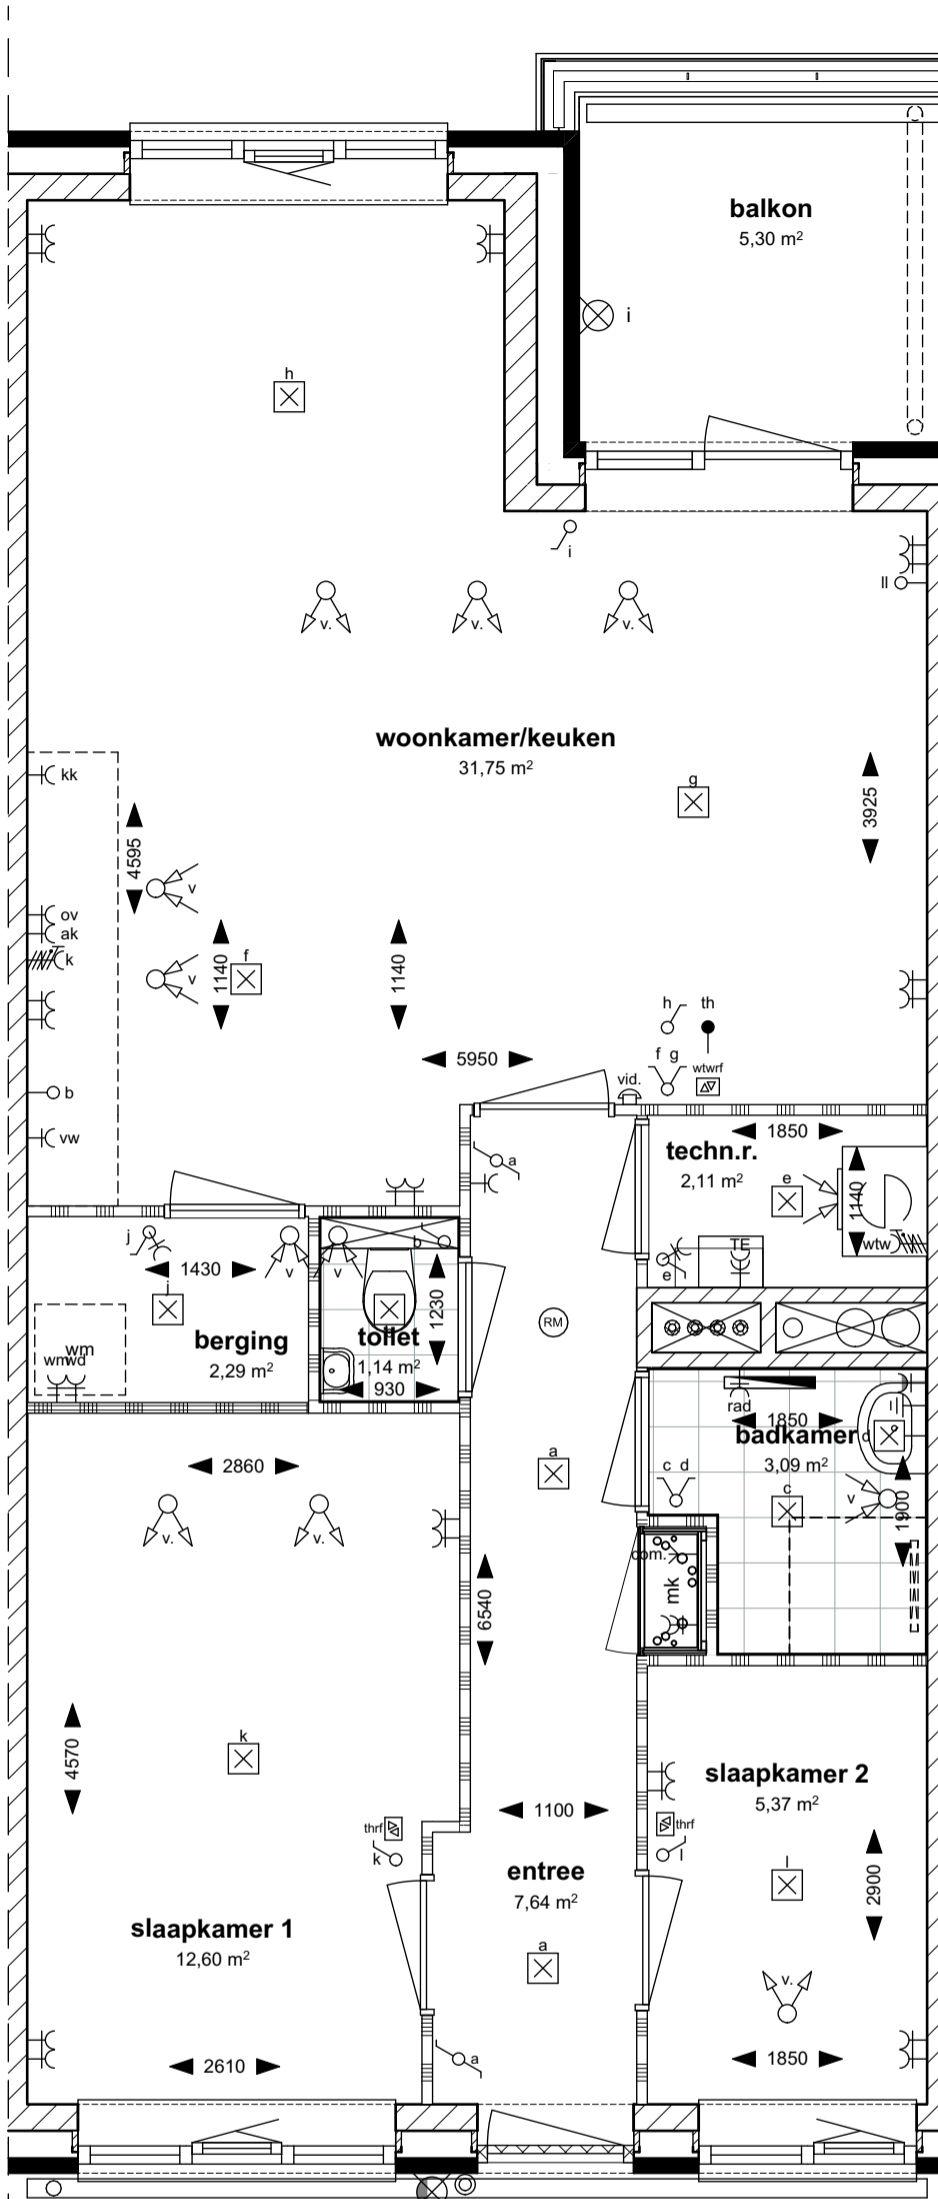 balkon
5,30 m²
i
h
i
ll
v.
v.
v.
woonkamer/keuken
31,75 m²
kk
g
3925
4595
v
ov
ak
k
v
1140
f
1140
h
th
f g
wtwrf
5950
vid.
b
vw
a
techn.r.
1850
2,11 m²
e
1140
wtw
TE
e
j
1430
j
v
v
b
1230
berging
2,29 m²
toilet
1,14 m²
930
wm
wm
wd
RM
rad
1850
badkamer
3,09 m²
d
c d
c
v
1900
2860
a
v.
v.
com.
mk
6540
4570
k
slaapkamer 2
5,37 m²
1100
thrf
k
thrf
l
l
2900
entree
7,64 m²
slaapkamer 1
12,60 m²
a
v.
a
2610
1850